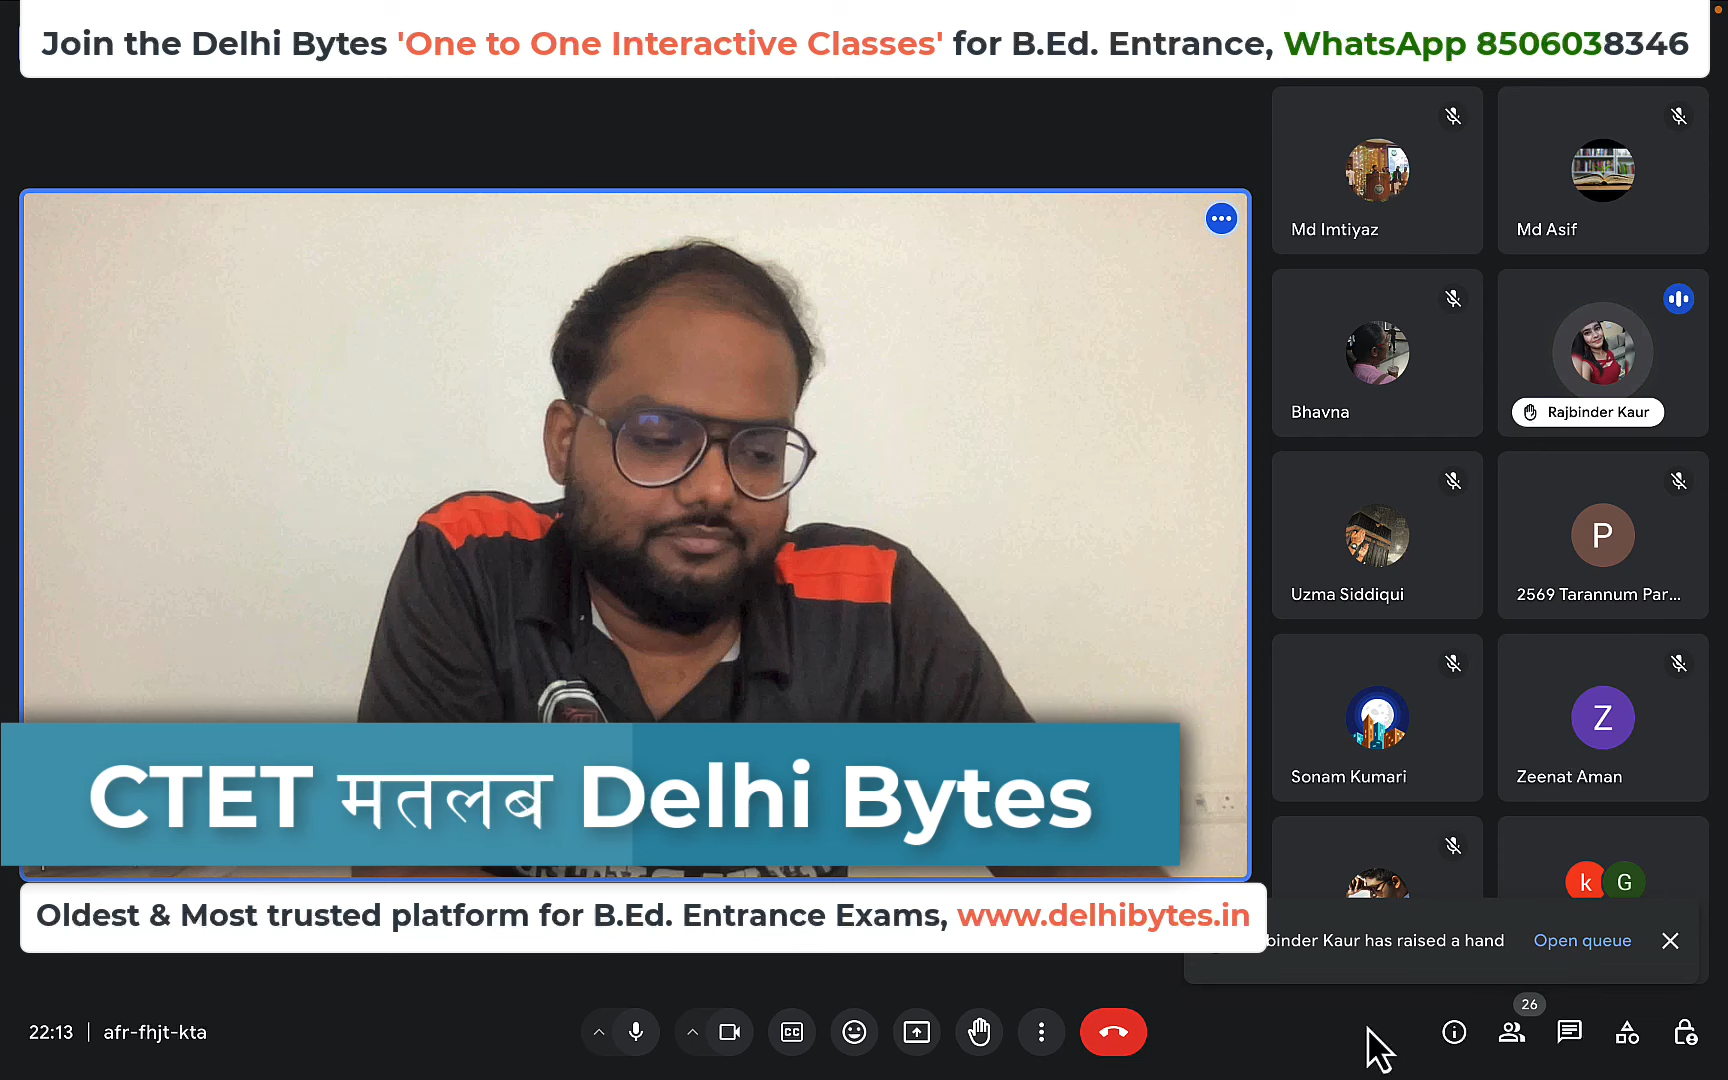 Join the Delhi Bytes 'One to One Interactive Classes' for B.Ed. Entrance, WhatsApp 8506038346
Md Imtiyaz
Md Asif
Bhavna
Rajbinder Kaur
Uzma Siddiqui
P
2569 Tarannum Par...
Sonam Kumari
Z
Zeenat Aman
CTET मतलब Delhi Bytes
k G
Oldest & Most trusted platform for B.Ed. Entrance Exams, www.delhibytes.in
binder Kaur has raised a hand Open queue
26
22:13 | afr-fhjt-kta
CC